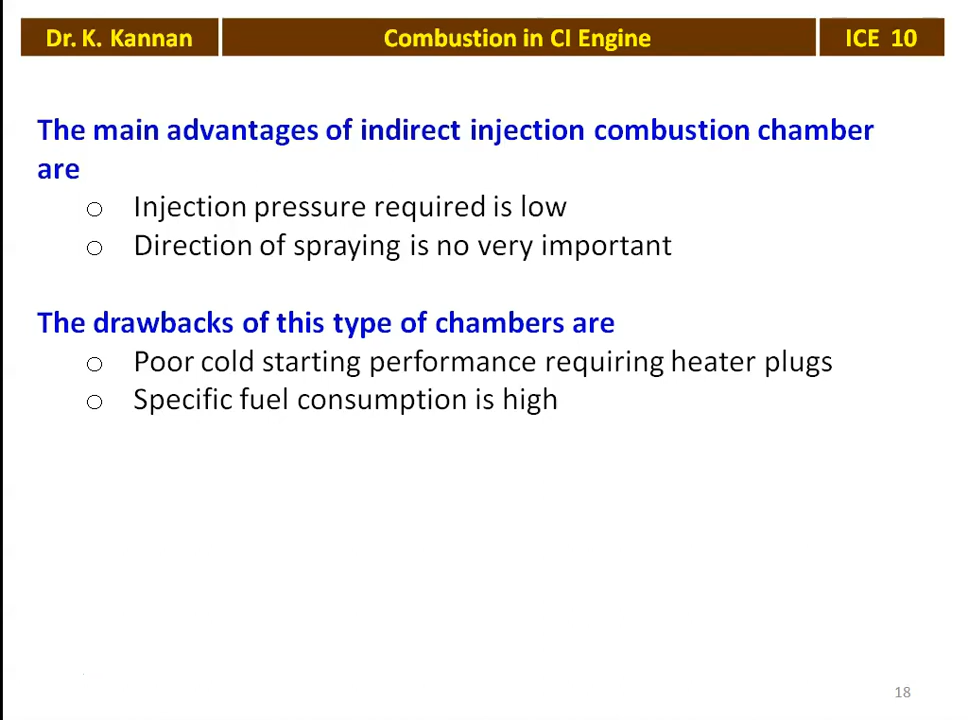 Dr. K. Kannan
Combustion in CI Engine
ICE 10
The main advantages of indirect injection combustion chamber
are
o Injection pressure required is low
o Direction of spraying is no very important
The drawbacks of this type of chambers are
o Poor cold starting performance requiring heater plugs
o Specific fuel consumption is high
18